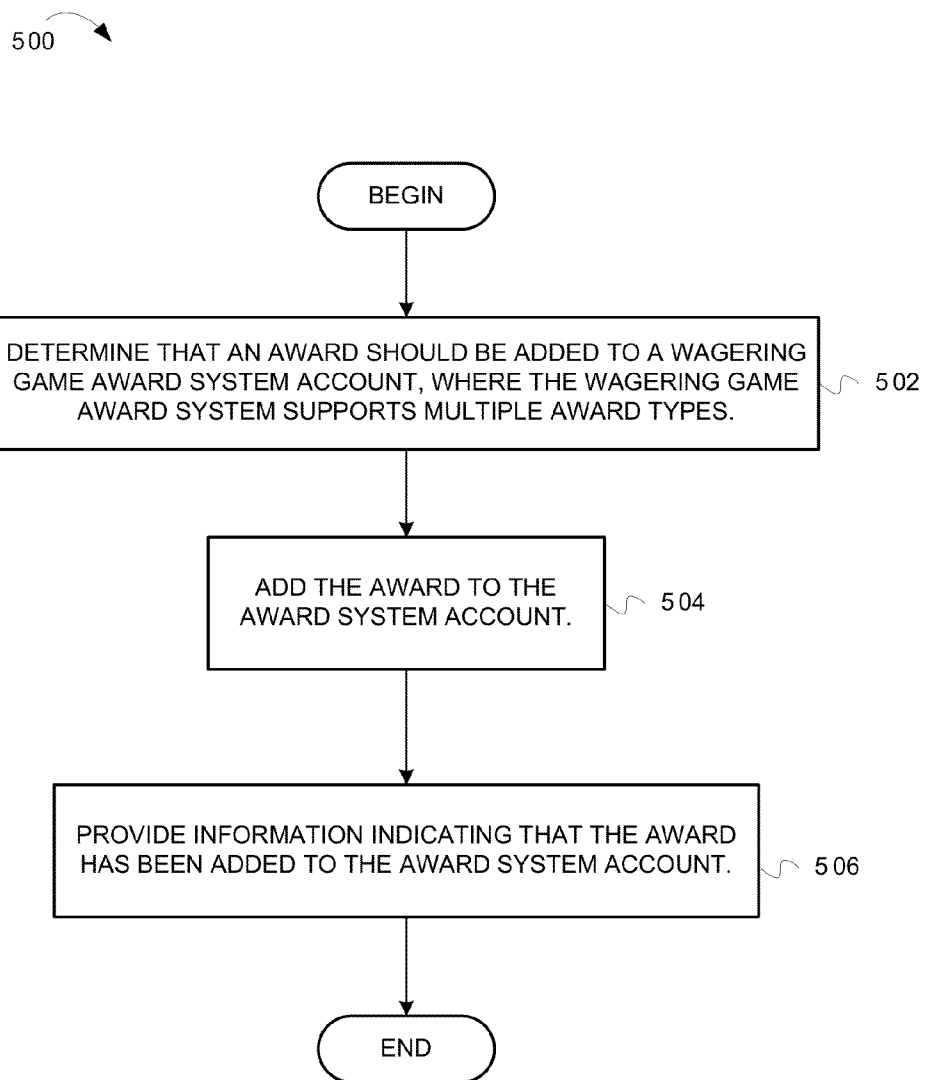 500
BEGIN
DETERMINE THAT AN AWARD SHOULD BE ADDED TO A WAGERING
GAME AWARD SYSTEM ACCOUNT, WHERE THE WAGERING GAME
AWARD SYSTEM SUPPORTS MULTIPLE AWARD TYPES.
502
ADD THE AWARD TO THE
AWARD SYSTEM ACCOUNT.
504
PROVIDE INFORMATION INDICATING THAT THE AWARD
HAS BEEN ADDED TO THE AWARD SYSTEM ACCOUNT.
506
END